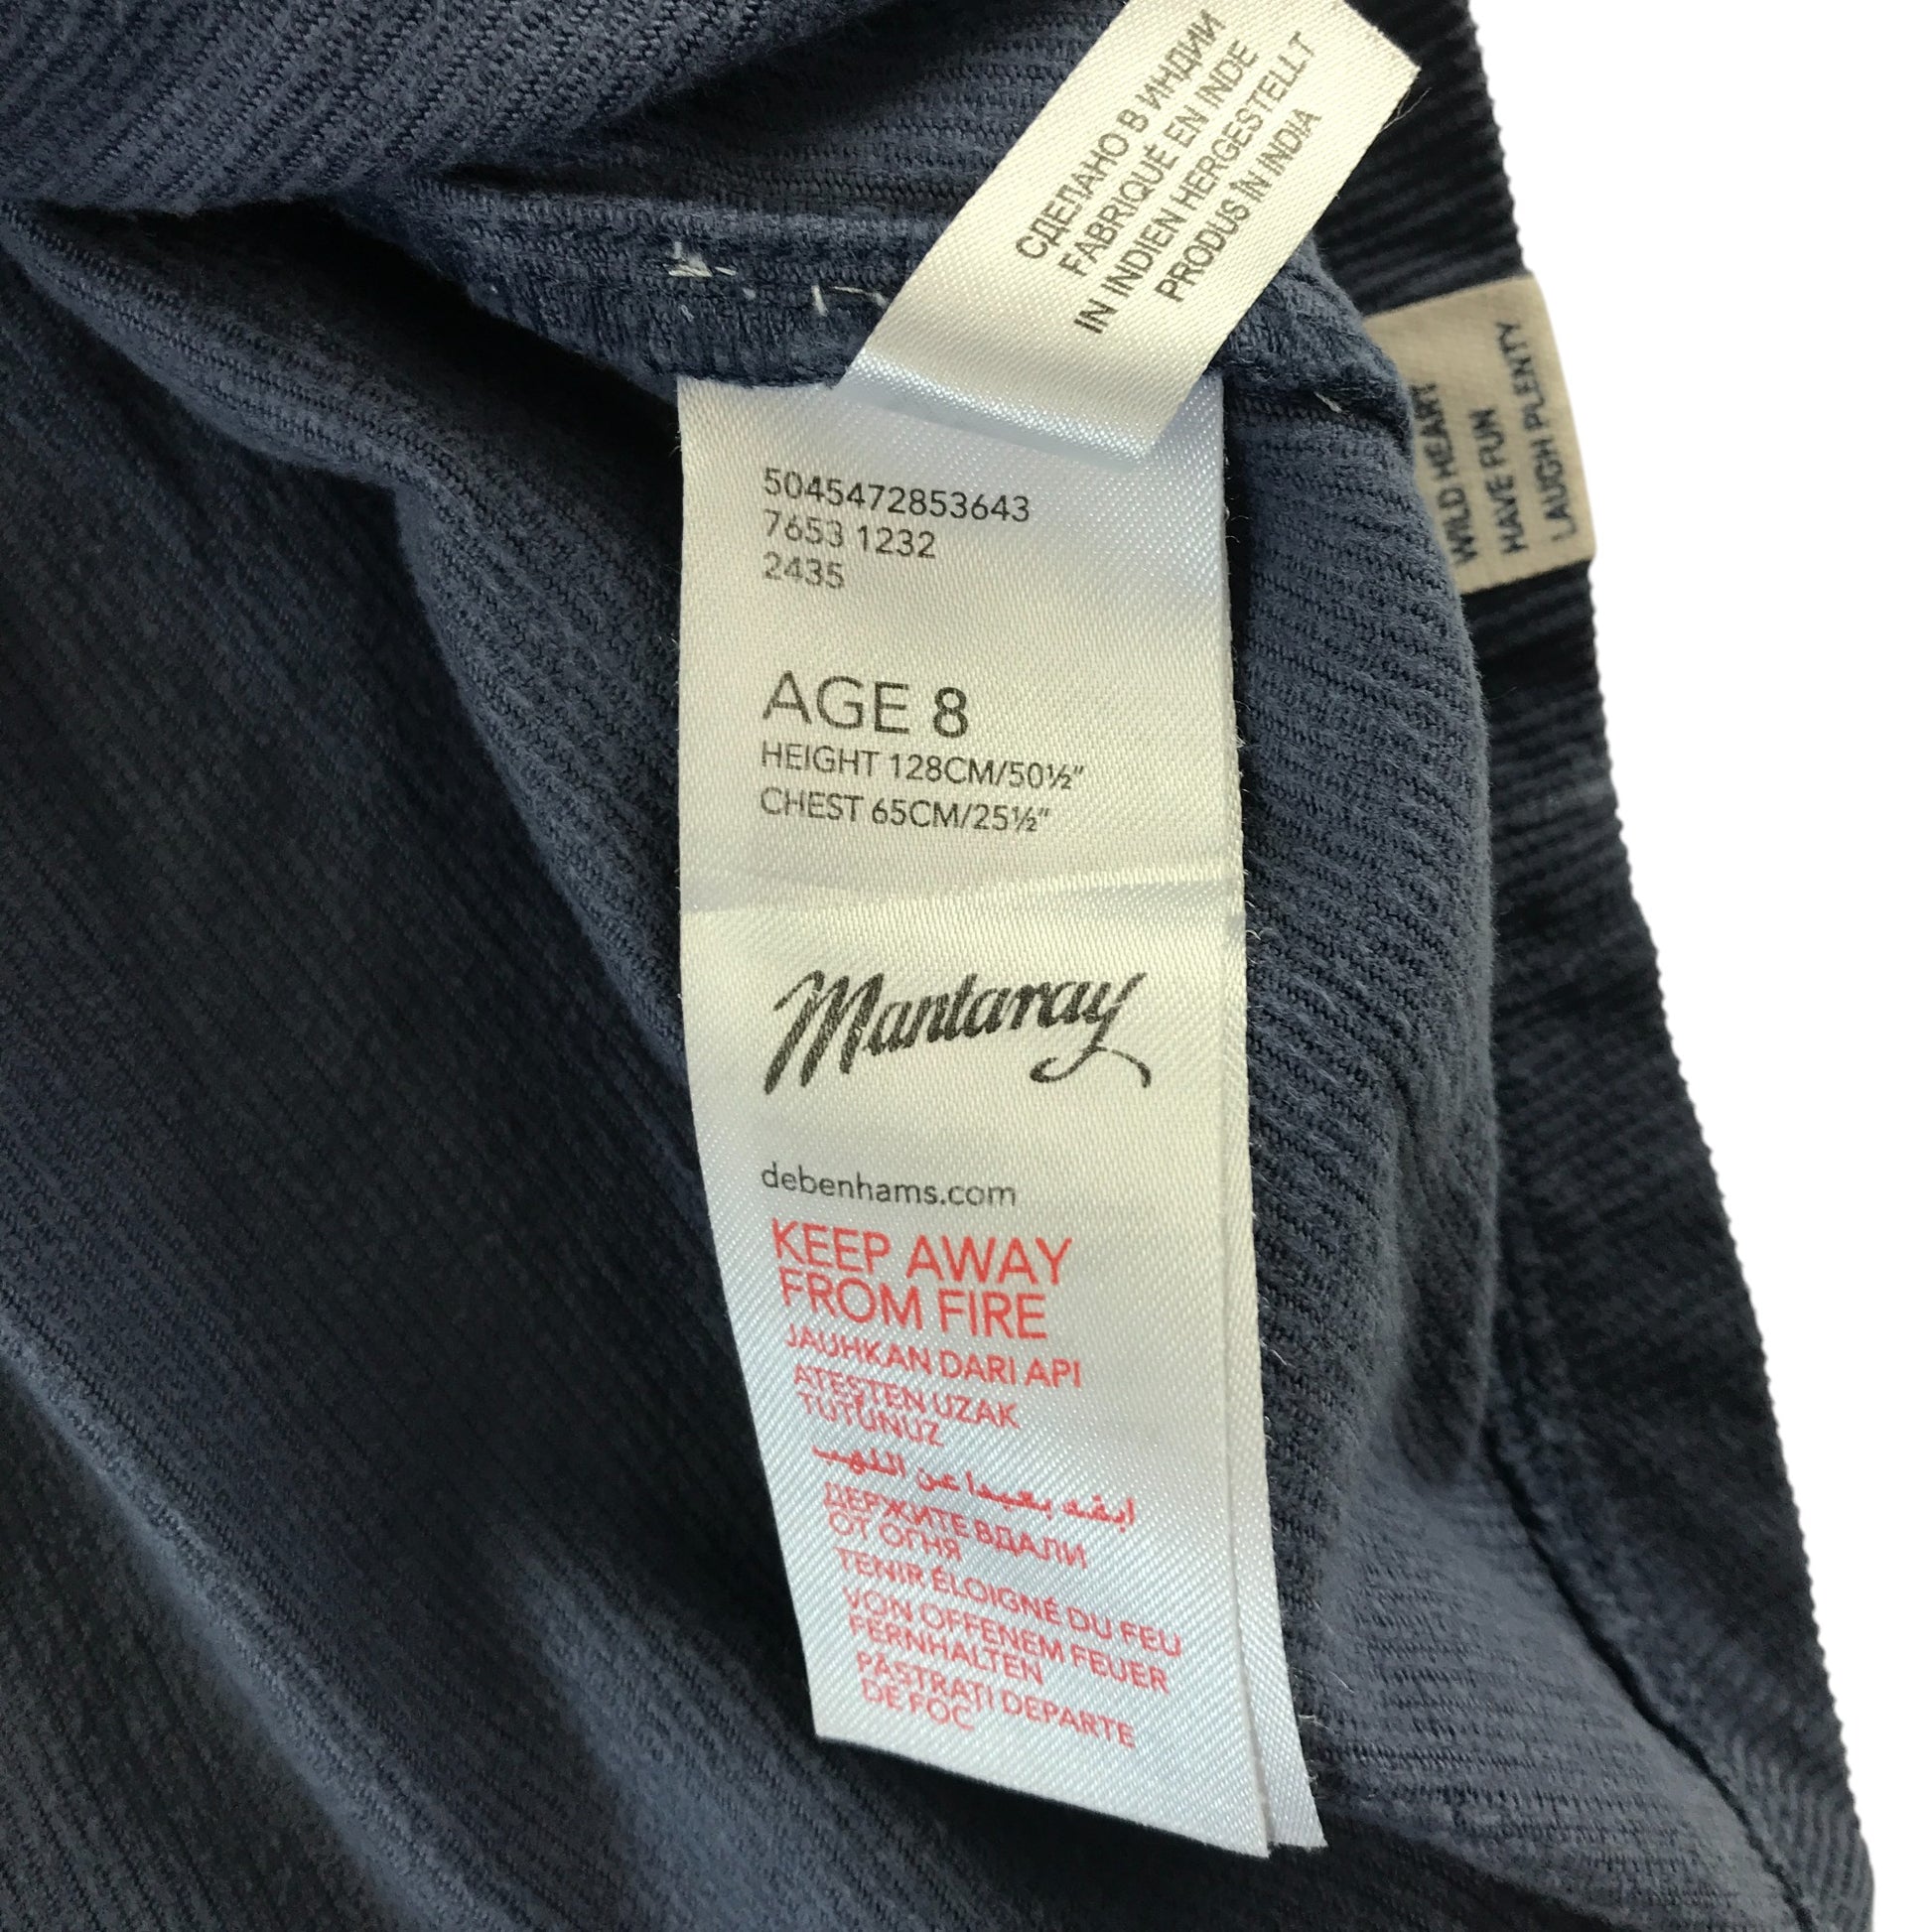 СДЕЛАНО В ИНДИИ
FABRIQUÉ EN INDE
IN INDIEN HERGESTELLT
PRODUS ÎN INDIA
WILD HEART
HAVE FUN
LAUGH PLENTY
5045472853643
7653 1232
2435
AGE 8
HEIGHT 128CM/50½"
CHEST 65CM/25½"
Mantaray
debenhams.com
KEEP AWAY
FROM FIRE
JAUHKAN DARI API
ATEŞTEN UZAK
TUTUNUZ
ابقه بعيدا عن اللهب
ДЕРЖИТЕ ВДАЛИ
ОТ ОГНЯ
TENIR ÉLOIGNÉ DU FEU
VON OFFENEM FEUER
FERNHALTEN
PĂSTRAŢI DEPARTE
DE FOC